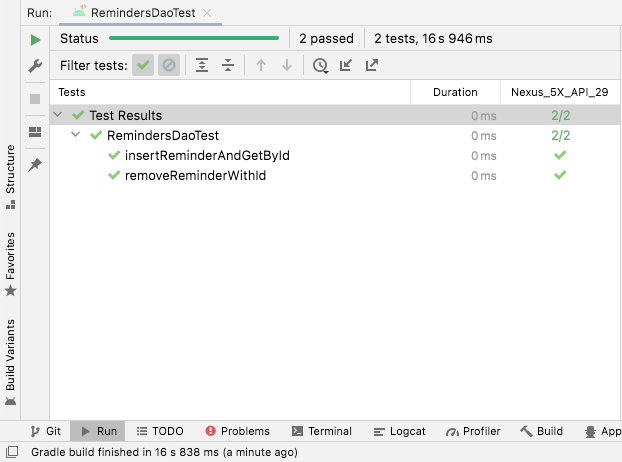 Run: RemindersDaoTest
Status 2 passed 2 tests, 16 s 946 ms
Filter tests:
Tests Duration Nexus_5X_API_29
Test Results 0 ms 2/2
RemindersDaoTest 0 ms 2/2
insertReminderAndGetById 0 ms
removeReminderWithId 0 ms
Structure
Favorites
Build Variants
Git Run TODO Problems Terminal Logcat Profiler Build App
Gradle build finished in 16 s 838 ms (a minute ago)